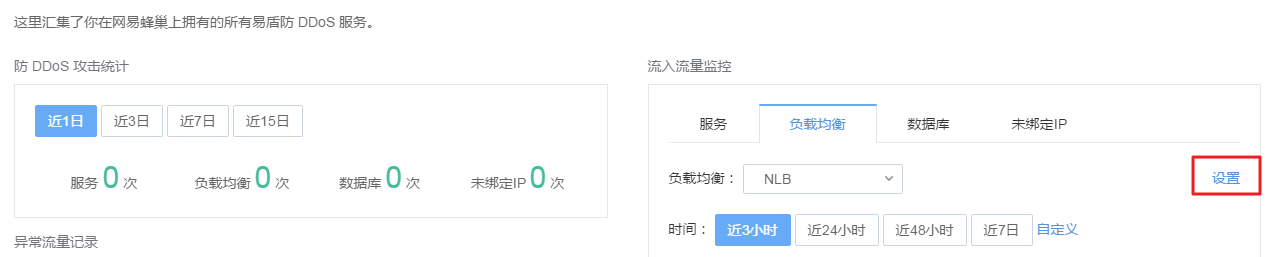 这里汇集了你在网易蜂巢上拥有的所有易盾防 DDoS 服务。
防 DDoS 攻击统计
近1日 近3日 近7日 近15日
服务 0 次 负载均衡 0 次 数据库 0 次 未绑定IP 0 次
异常流量记录
流入流量监控
服务 负载均衡 数据库 未绑定IP
负载均衡： NLB 设置
时间： 近3小时 近24小时 近48小时 近7日 自定义